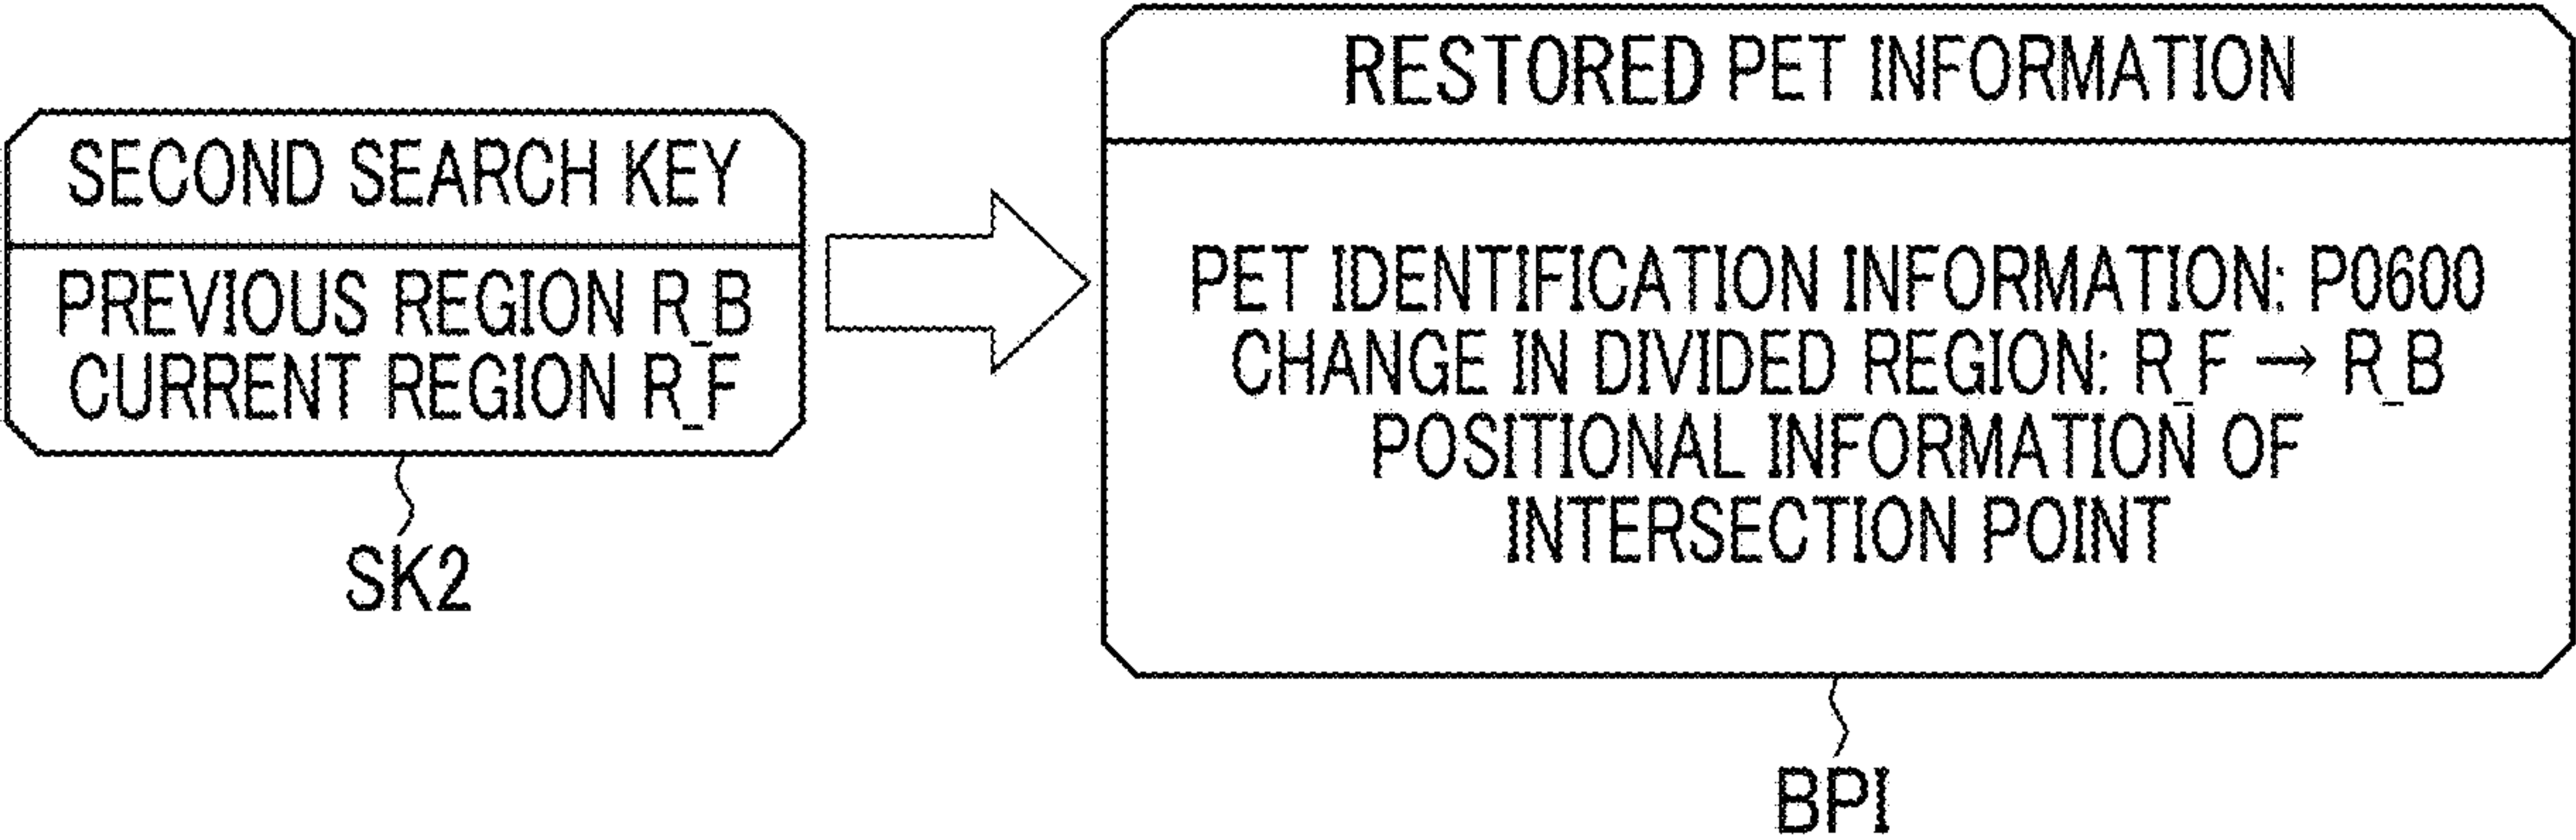 SECOND SEARCH KEY
PREVIOUS REGION R_B
CURRENT REGION R_F
SK2
RESTORED PET INFORMATION
PET IDENTIFICATION INFORMATION: P0600
CHANGE IN DIVIDED REGION: R_F → R_B
POSITIONAL INFORMATION OF
INTERSECTION POINT
BPI